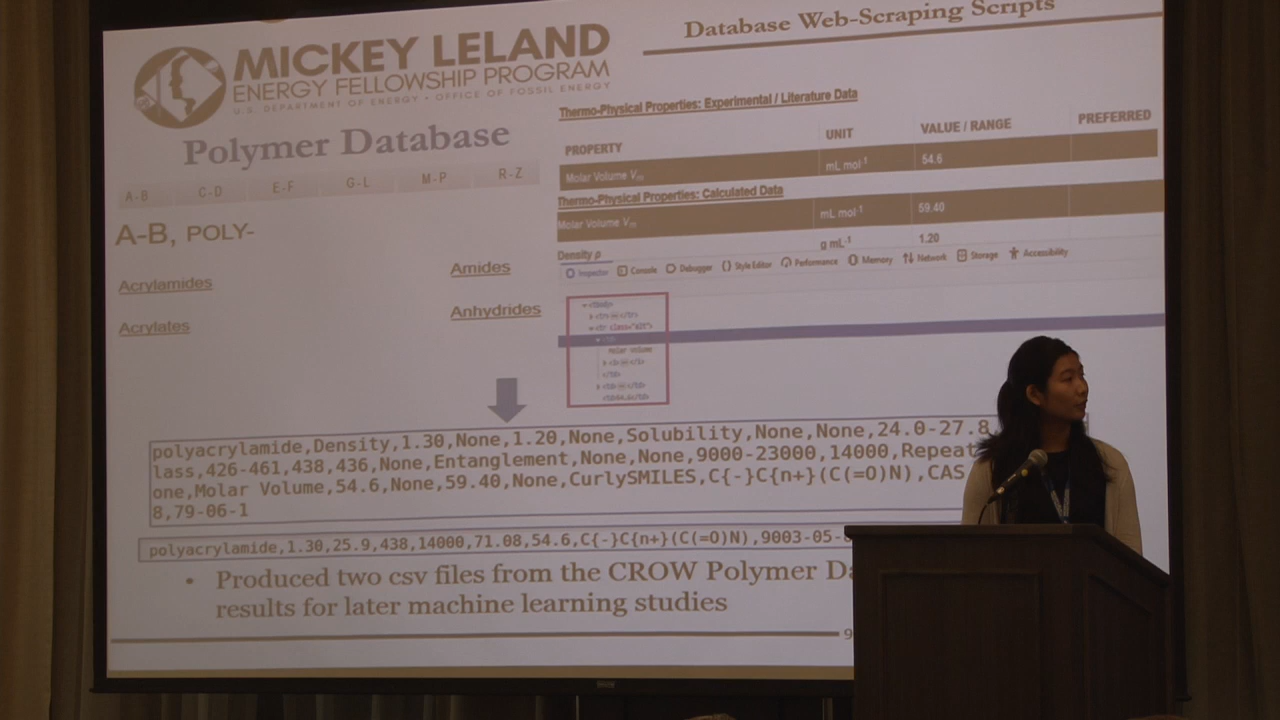 MICKEY LELAND
ENERGY FELLOWSHIP PROGRAM
U.S. DEPARTMENT OF ENERGY • OFFICE OF FOSSIL ENERGY
Database Web-Scraping Scripts
Polymer Database
A-B C-D E-F G-L M-P R-Z
A-B, POLY-
Acrylamides Amides
Acrylates Anhydrides
Thermo-Physical Properties: Experimental / Literature Data
PROPERTY UNIT VALUE / RANGE PREFERRED
Molar Volume Vm mL mol-1 54.6
Thermo-Physical Properties: Calculated Data
Molar Volume Vm mL mol-1 59.40
Density ρ g mL-1 1.20
Inspector Console Debugger {} Style Editor Performance Memory Network Storage Accessibility
<tbody>
<tr class="alt">
Molar Volume
</td>
polyacrylamide,Density,1.30,None,1.20,None,Solubility,None,None,24.0-27.8
lass,426-461,438,436,None,Entanglement,None,None,9000-23000,14000,Repeat
one,Molar Volume,54.6,None,59.40,None,CurlySMILES,C{-}C{n+}(C(=O)N),CAS
8,79-06-1
polyacrylamide,1.30,25.9,438,14000,71.08,54.6,C{-}C{n+}(C(=O)N),9003-05-
• Produced two csv files from the CROW Polymer Da
results for later machine learning studies
9